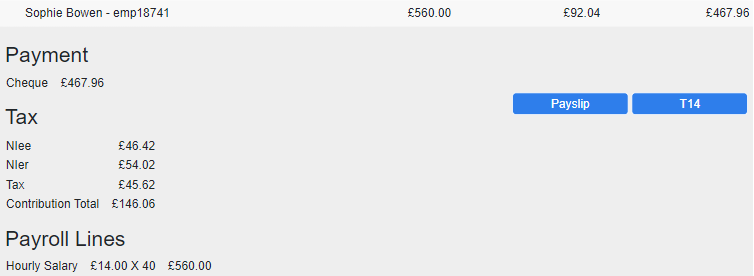 Sophie Bowen - emp18741 £560.00 £92.04 £467.96
Payment
Cheque £467.96
Payslip T14
Tax
NIee £46.42
NIer £54.02
Tax £45.62
Contribution Total £146.06
Payroll Lines
Hourly Salary £14.00 X 40 £560.00